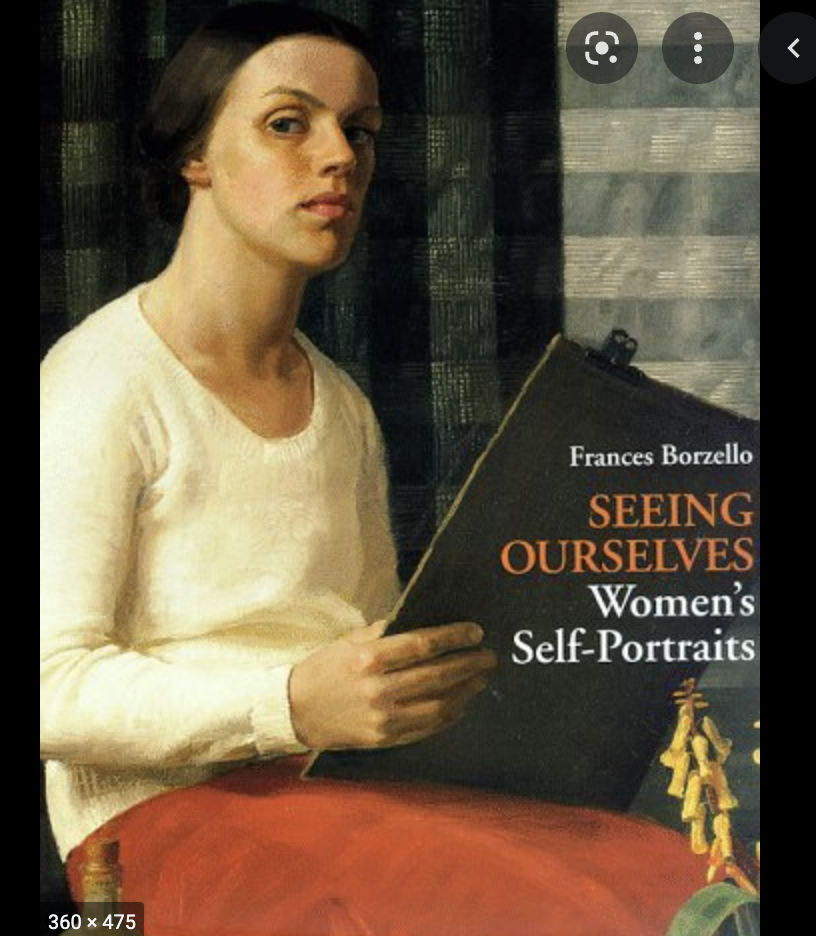 Frances Borzello
SEEING
OURSELVES
Women's
Self-Portraits
360 × 475